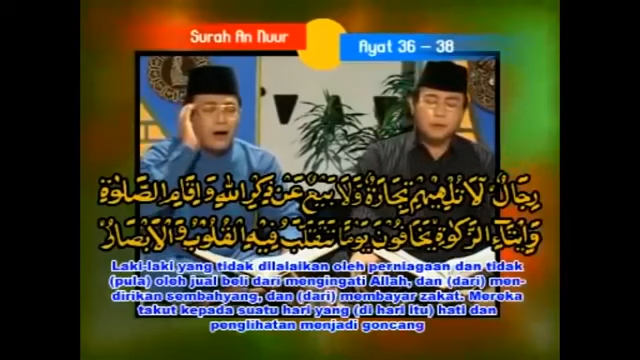 Surah An Nuur
Ayat 36 – 38
رِجَالٌ لَا تُلْهِيهِمْ تِجَارَةٌ وَلَا بَيْعٌ عَنْ ذِكْرِ اللَّهِ وَإِقَامِ الصَّلَوٰةِ
وَإِيتَاءِ الزَّكَوٰةِ يَخَافُونَ يَوْمًا تَتَقَلَّبُ فِيهِ الْقُلُوبُ وَالْأَبْصَارُ
Laki-laki yang tidak dilalaikan oleh perniagaan dan tidak
(pula) oleh jual beli dari mengingati Allah, dan (dari) men-
dirikan sembahyang, dan (dari) membayar zakat. Mereka
takut kepada suatu hari yang (di hari itu) hati dan
penglihatan menjadi goncang